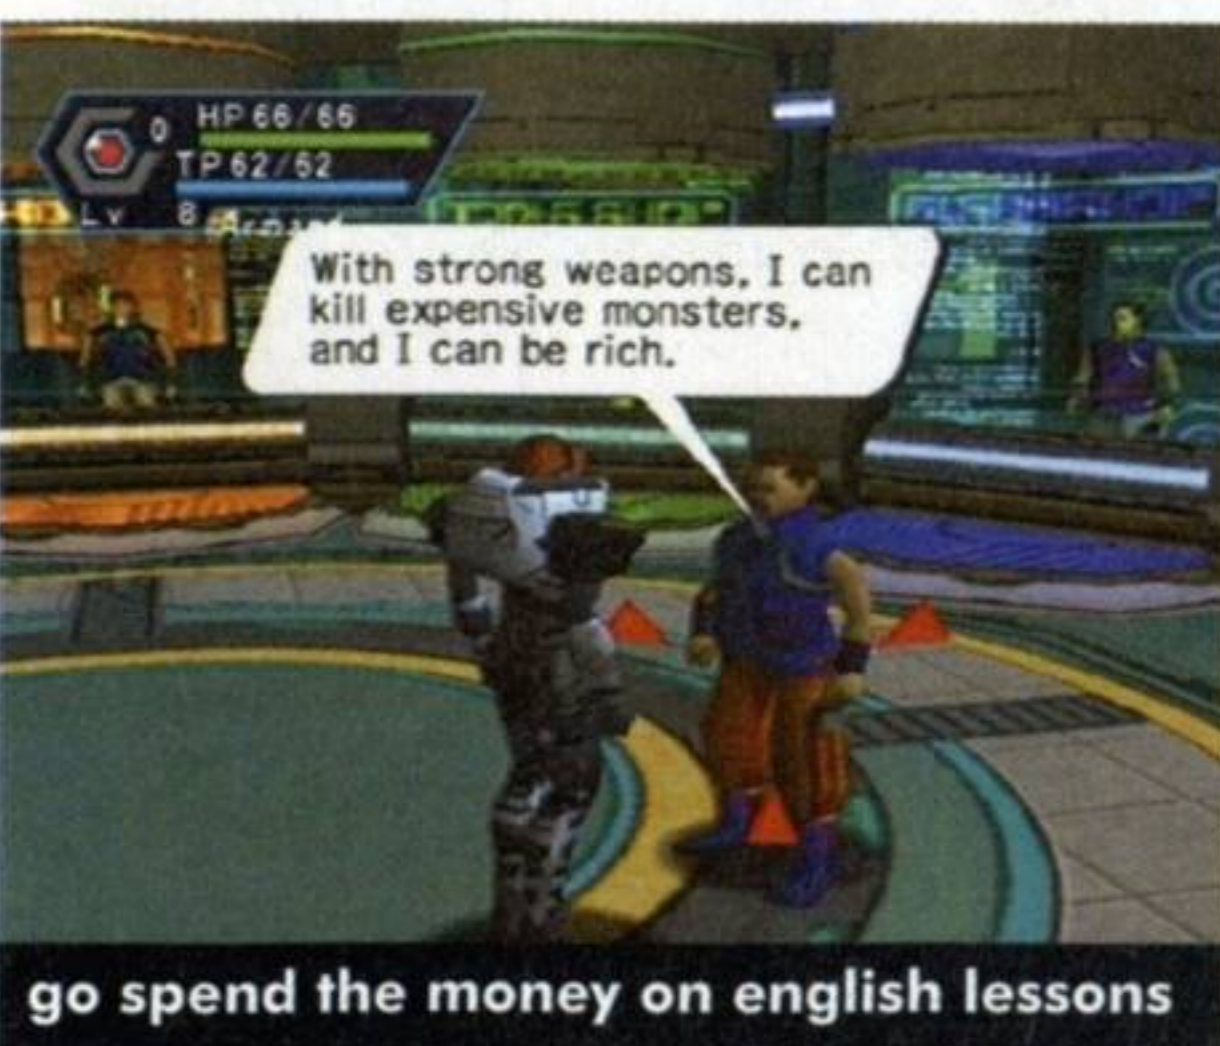 HP 66/66
0
TP 62/62
Lv 8
With strong weapons, I can
kill expensive monsters,
and I can be rich.
go spend the money on english lessons